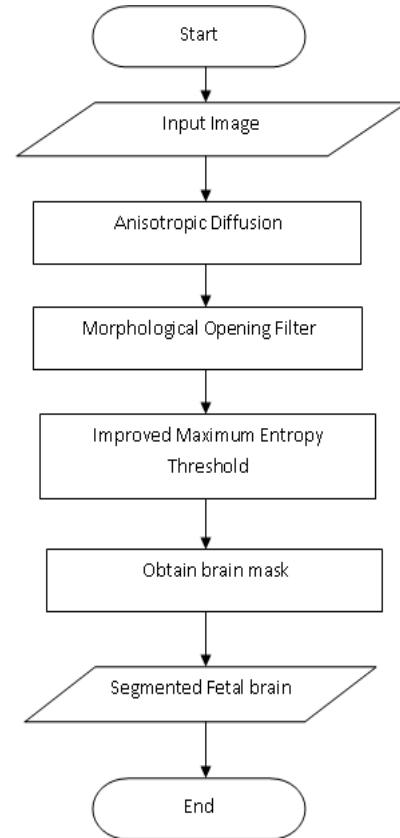 Start
Input Image
Anisotropic Diffusion
Morphological Opening Filter
Improved Maximum Entropy
Threshold
Obtain brain mask
Segmented Fetal brain
End